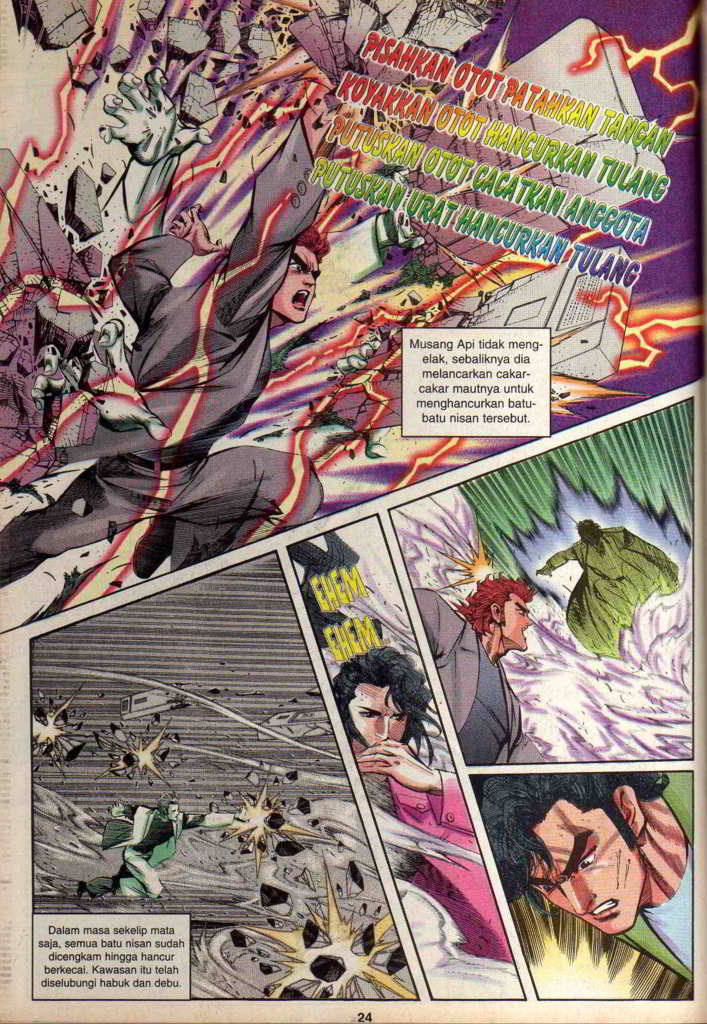 PISAHKAN OTOT PATAHKAN TANGAN
KOYAKKAN OTOT HANCURKAN TULANG
PUTUSKAN OTOT CACATKAN ANGGOTA
PUTUSKAN URAT HANCURKAN TULANG
Musang Api tidak meng-
elak, sebaliknya dia
melancarkan cakar-
cakar mautnya untuk
menghancurkan batu-
batu nisan tersebut.
EHEM
EHEM
Dalam masa sekelip mata
saja, semua batu nisan sudah
dicengkam hingga hancur
berkecai. Kawasan itu telah
diselubungi habuk dan debu.
24